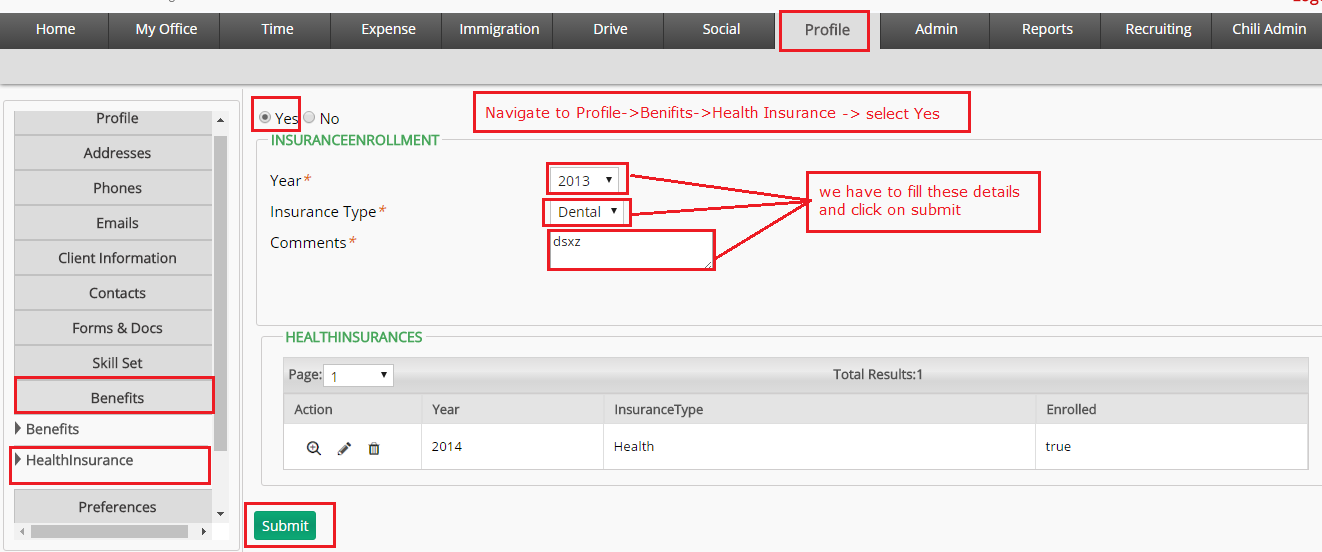 Home My Office Time Expense Immigration Drive Social Profile Admin Reports Recruiting Chili Admin
Profile
Addresses
Phones
Emails
Client Information
Contacts
Forms & Docs
Skill Set
Benefits
Benefits
HealthInsurance
Preferences
Yes No
Navigate to Profile->Benifits->Health Insurance -> select Yes
INSURANCEENROLLMENT
Year* 2013
Insurance Type* Dental
Comments* dsxz
we have to fill these details
and click on submit
HEALTHINSURANCES
Page: 1 Total Results:1
Action Year InsuranceType Enrolled
2014 Health true
Submit